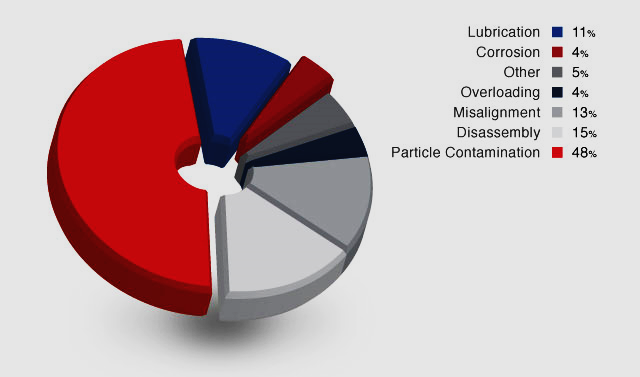 Lubrication 11%
Corrosion 4%
Other 5%
Overloading 4%
Misalignment 13%
Disassembly 15%
Particle Contamination 48%